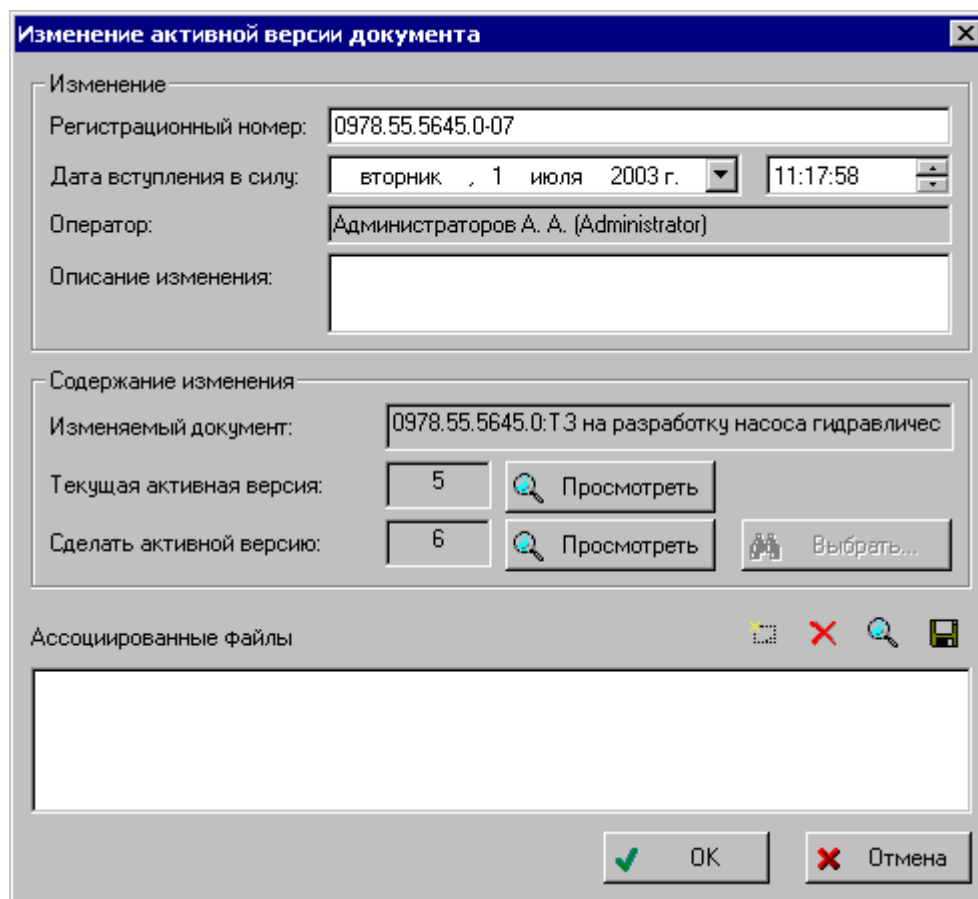 Изменение активной версии документа
Изменение
Регистрационный номер: 0978.55.5645.0-07
Дата вступления в силу: вторник , 1 июля 2003 г. 11:17:58
Оператор: Администраторов А. А. (Administrator)
Описание изменения:
Содержание изменения
Изменяемый документ: 0978.55.5645.0:ТЗ на разработку насоса гидравличес
Текущая активная версия: 5 Просмотреть
Сделать активной версию: 6 Просмотреть Выбрать...
Ассоциированные файлы
OK Отмена